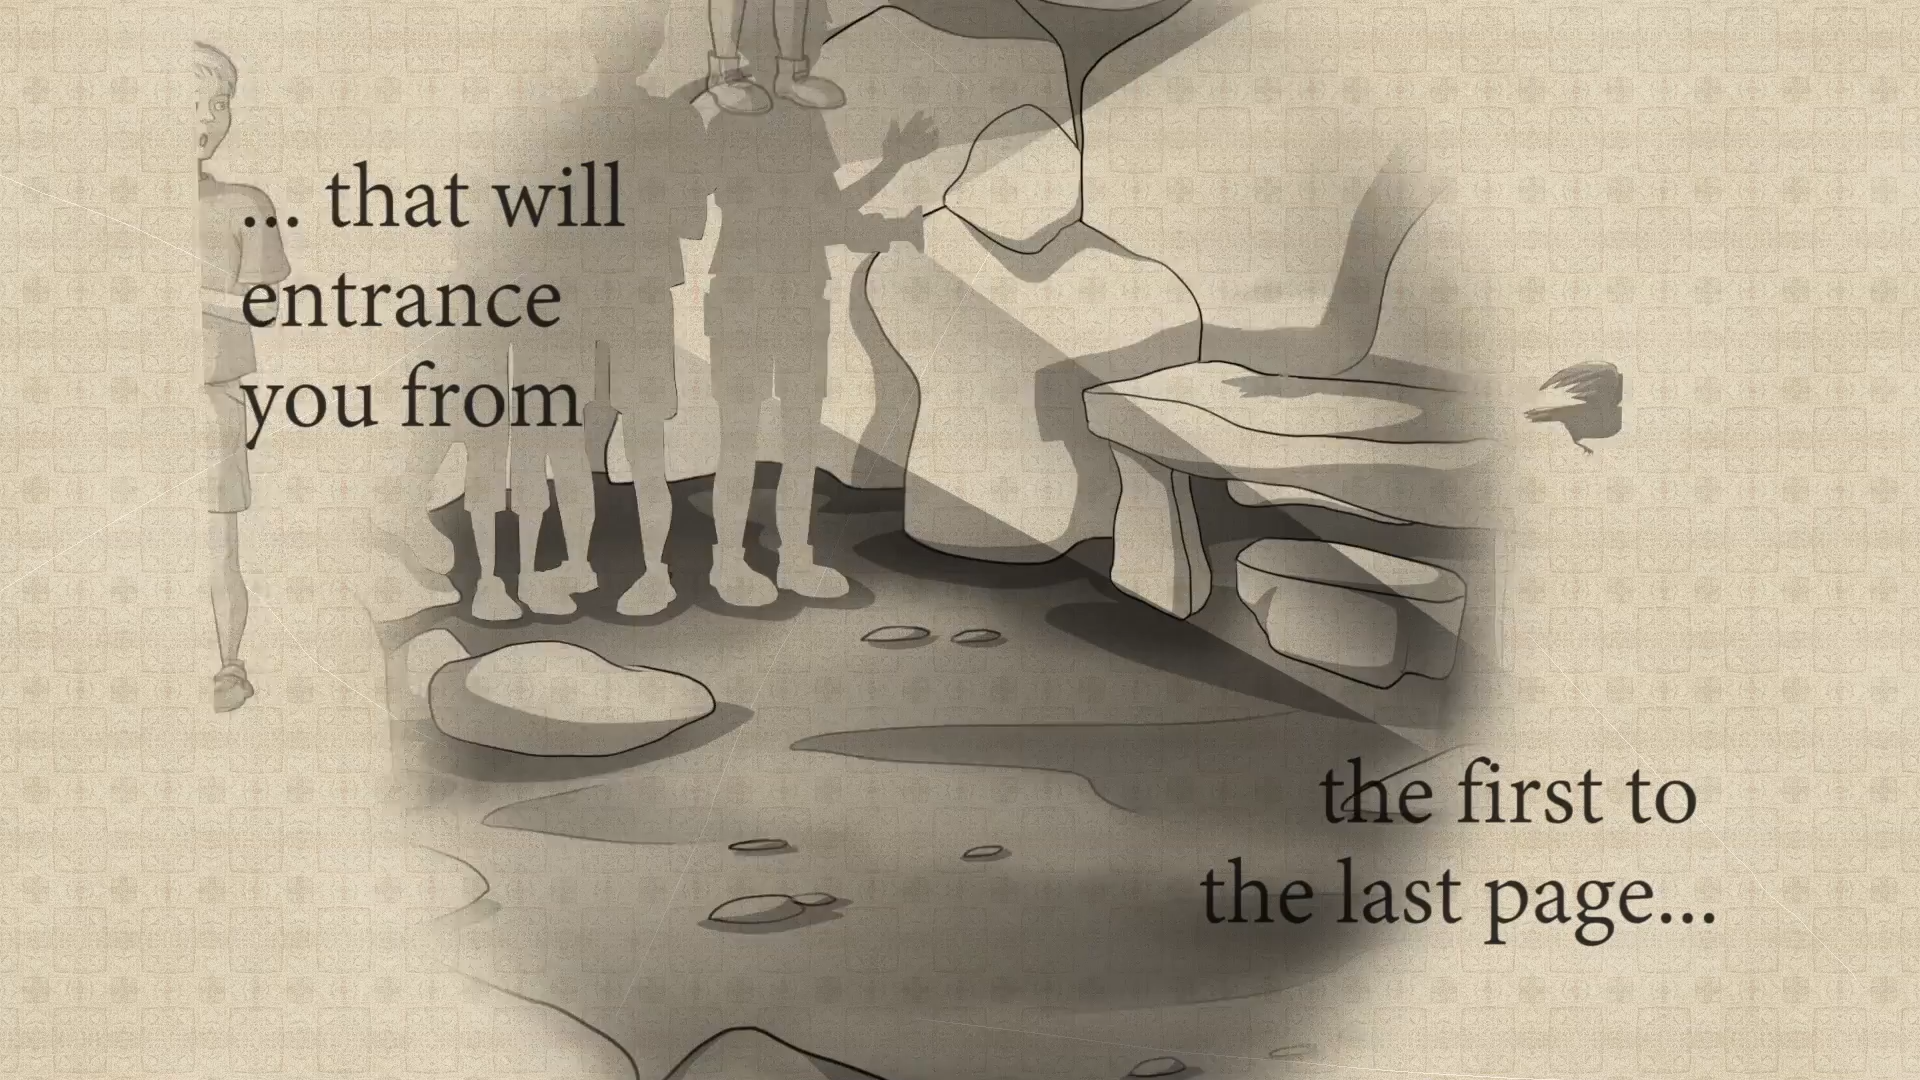 ... that will
entrance
you from
the first to
the last page...